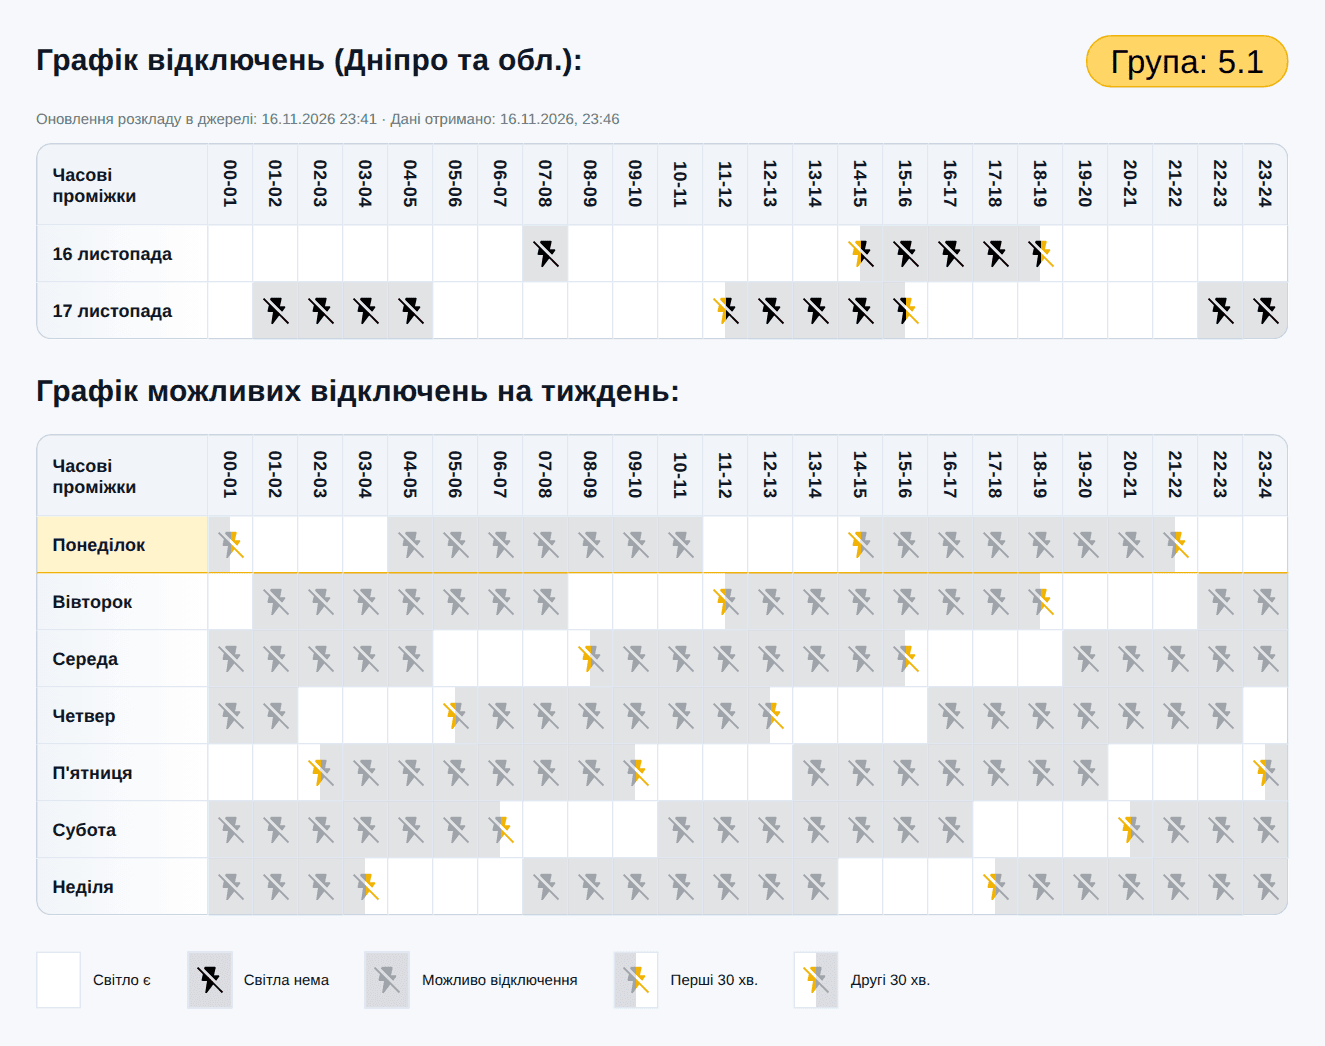 Графік відключень (Дніпро та обл.):
Група: 5.1
Оновлення розкладу в джерелі: 16.11.2026 23:41 · Дані отримано: 16.11.2026, 23:46
Часові
проміжки
00-01 01-02 02-03 03-04 04-05 05-06 06-07 07-08 08-09 09-10 10-11 11-12 12-13 13-14 14-15 15-16 16-17 17-18 18-19 19-20 20-21 21-22 22-23 23-24
16 листопада
17 листопада
Графік можливих відключень на тиждень:
Часові
проміжки
00-01 01-02 02-03 03-04 04-05 05-06 06-07 07-08 08-09 09-10 10-11 11-12 12-13 13-14 14-15 15-16 16-17 17-18 18-19 19-20 20-21 21-22 22-23 23-24
Понеділок
Вівторок
Середа
Четвер
П'ятниця
Субота
Неділя
Світло є Світла нема Можливо відключення Перші 30 хв. Другі 30 хв.